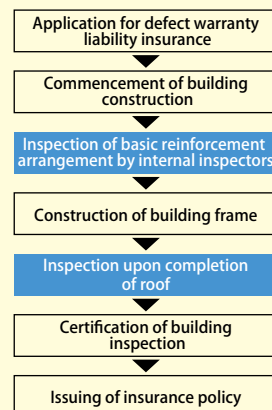 Application for defect warranty
liability insurance
Commencement of building
construction
Inspection of basic reinforcement
arrangement by internal inspectors
Construction of building frame
Inspection upon completion
of roof
Certification of building
inspection
Issuing of insurance policy